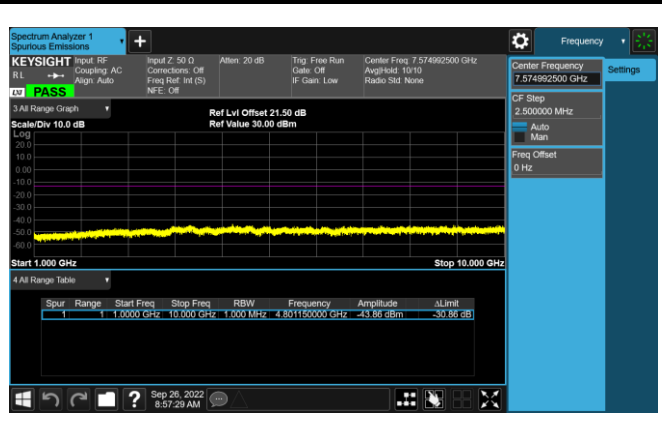 Spectrum Analyzer 1
Spurious Emissions
Frequency
KEYSIGHT
Input: RF
Coupling: AC
Align: Auto
Input Z: 50 Ω
Corrections: Off
Freq Ref: Int (S)
NFE: Off
Atten: 20 dB
Trig: Free Run
Gate: Off
IF Gain: Low
Center Freq: 7.574992500 GHz
Avg|Hold: 10/10
Radio Std: None
RL
LXI
PASS
Center Frequency
7.574992500 GHz
Settings
CF Step
2.500000 MHz
Auto
Man
Freq Offset
0 Hz
3 All Range Graph
Scale/Div 10.0 dB
Ref Lvl Offset 21.50 dB
Ref Value 30.00 dBm
Log
20.0
10.0
0.00
-10.0
-20.0
-30.0
-40.0
-50.0
-60.0
Start 1.000 GHz
Stop 10.000 GHz
4 All Range Table
Spur Range Start Freq Stop Freq RBW Frequency Amplitude ΔLimit
1 1 1.0000 GHz 10.000 GHz 1.000 MHz 4.801150000 GHz -43.86 dBm -30.86 dB
?
Sep 26, 2022
8:57:29 AM